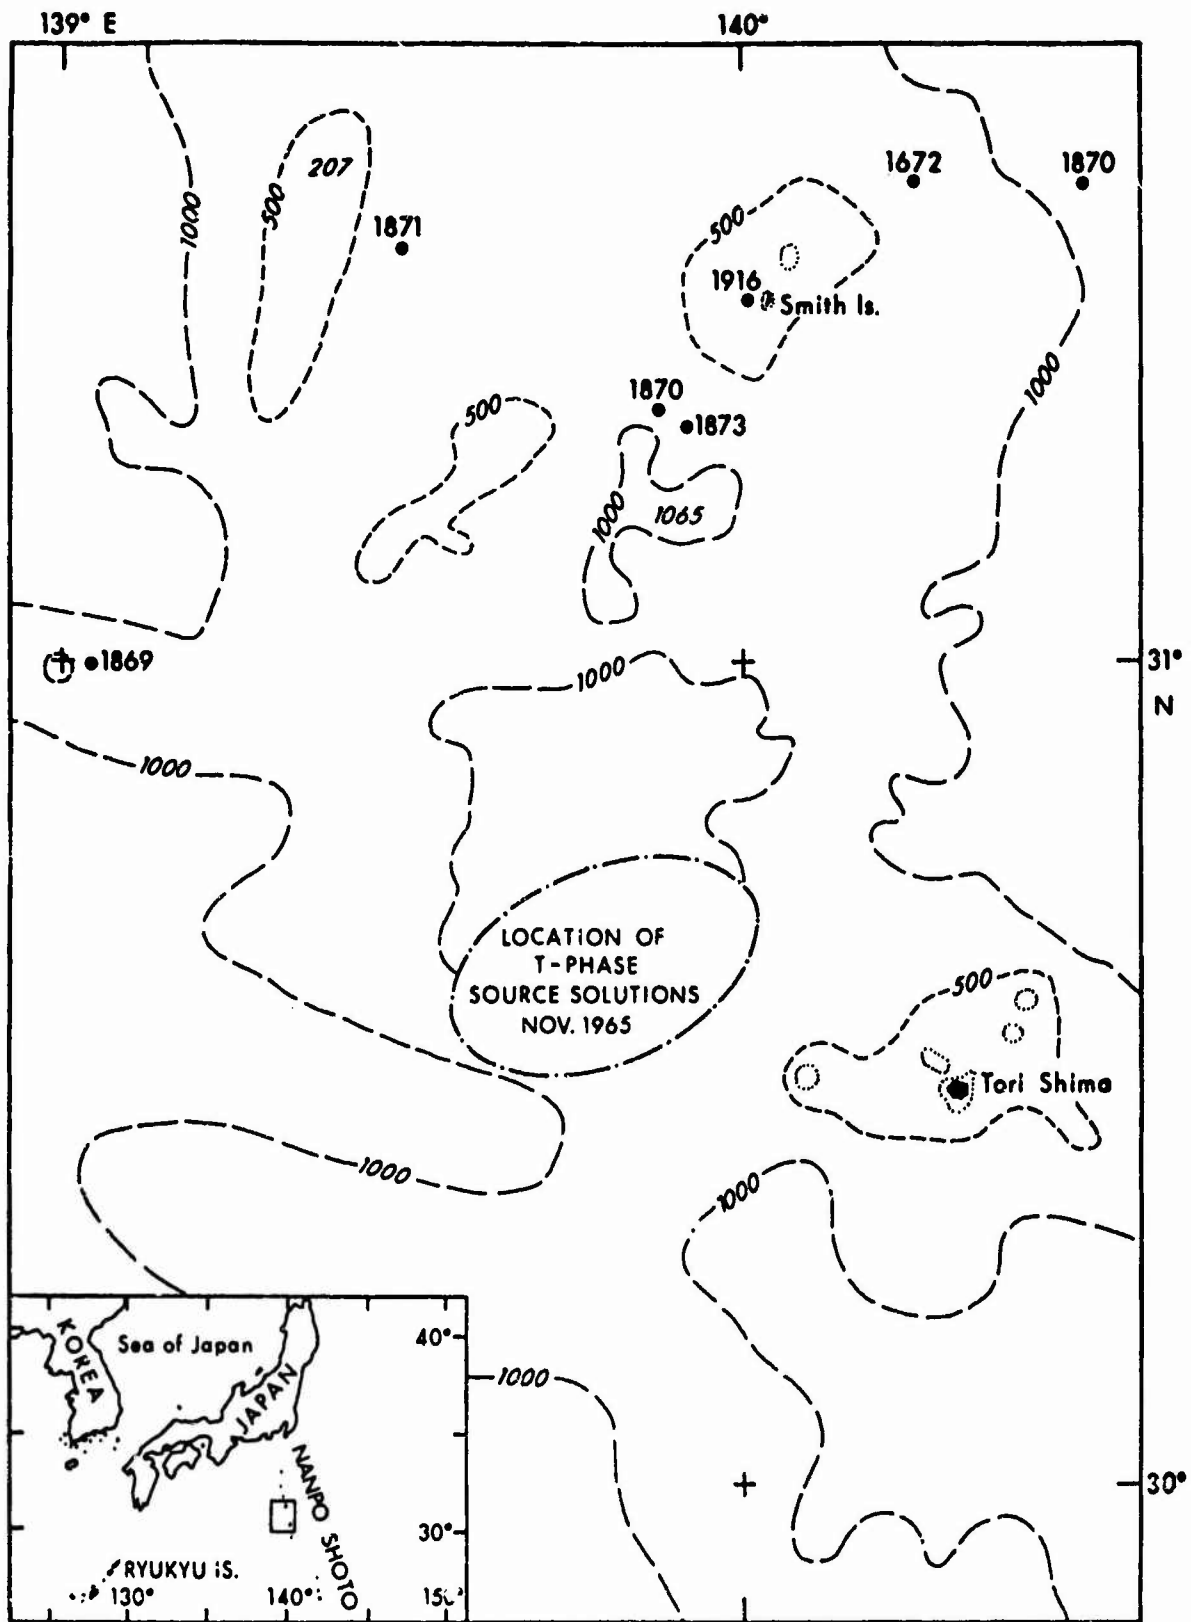 139° E
140°
207
500
1000
1871
1672
1870
500
1916
Smith Is.
1000
1870
1873
500
1000
1065
1869
31°
N
1000
1000
LOCATION OF
T-PHASE
SOURCE SOLUTIONS
NOV. 1965
500
Tori Shima
1000
1000
1000
30°
KOREA
Sea of Japan
40°
JAPAN
NANPO SHOTO
30°
RYUKYU IS.
130°
140°